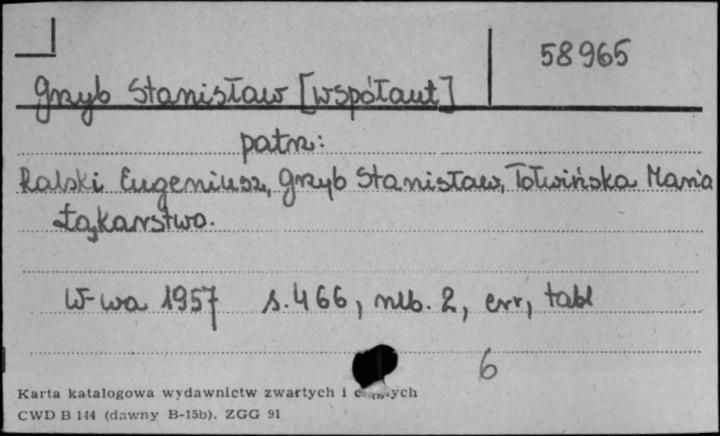 58965
Grzyb Stanisław [współaut]
patrz:
Ralski Eugeniusz, Grzyb Stanisław, Tołwińska Maria
Łąkarstwo.
W-wa 1957 s. 466, nlb. 2, err, tabl
6
Karta katalogowa wydawnictw zwartych i
CWD B 144 (dawny B-15b). ZGG 91